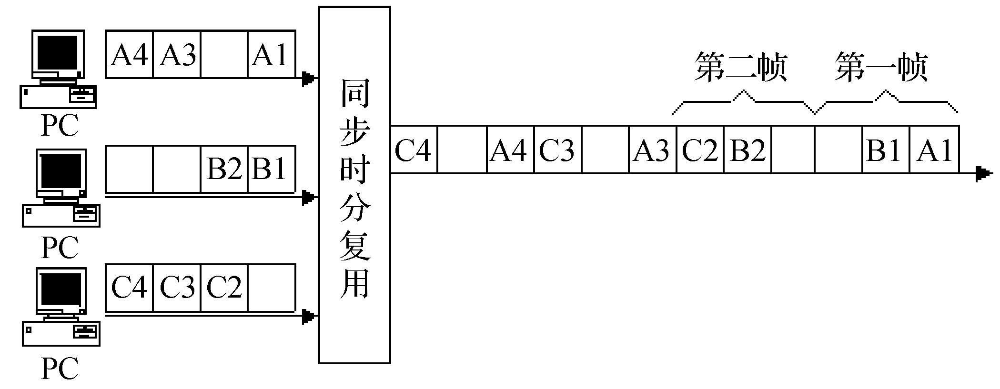 A4 A3 A1
PC
B2 B1
PC
C4 C3 C2
PC
同步时分复用
第二帧 第一帧
C4 A4 C3 A3 C2 B2 B1 A1